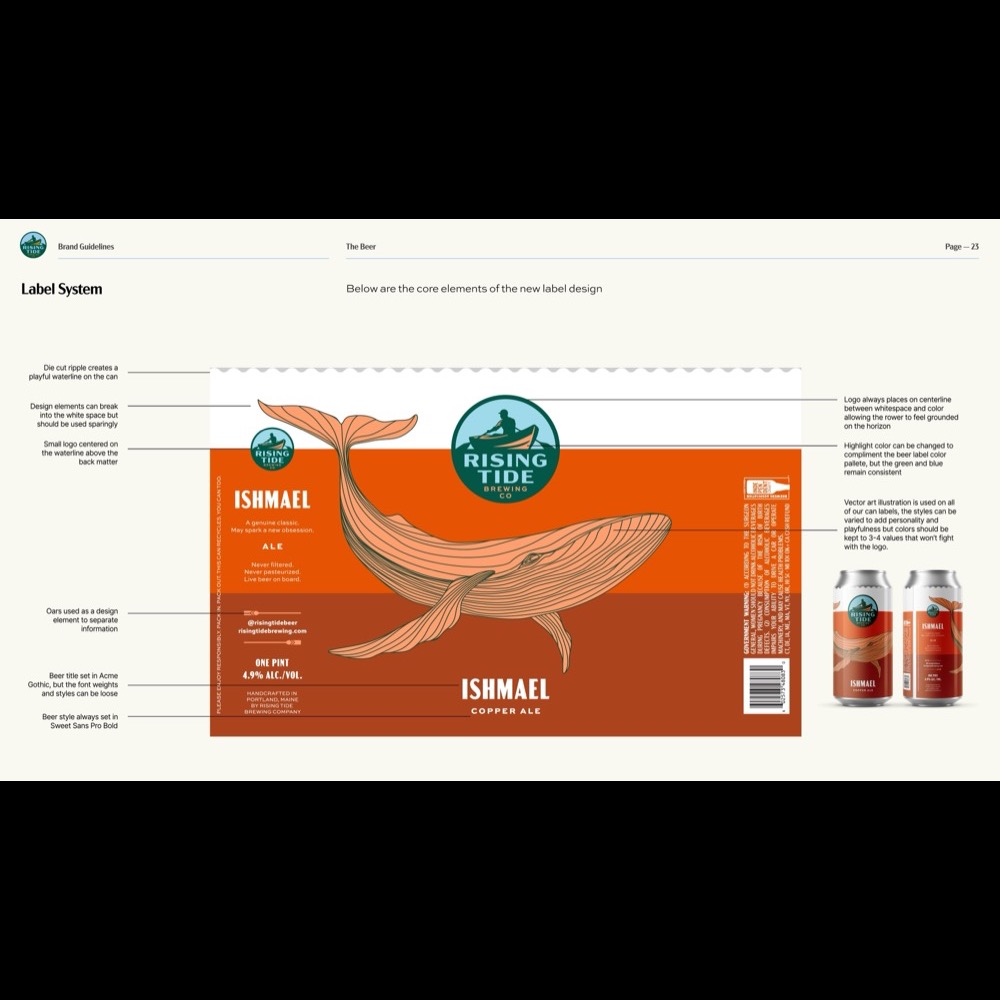 RISING
TIDE
Brand Guidelines
The Beer
Page — 23
Label System
Below are the core elements of the new label design
Die cut ripple creates a
playful waterline on the can
Design elements can break
into the white space but
should be used sparingly
Small logo centered on
the waterline above the
back matter
Oars used as a design
element to separate
information
Beer title set in Acme
Gothic, but the font weights
and styles can be loose
Beer style always set in
Sweet Sans Pro Bold
PLEASE ENJOY RESPONSIBLY. PACK IN, PACK OUT. THIS CAN RECYCLES. YOU CAN TOO.
RISING
TIDE
BREWING
CO
ISHMAEL
A genuine classic.
May spark a new obsession.
ALE
Never filtered.
Never pasteurized.
Live beer on board.
@risingtidebeer
risingtidebrewing.com
ONE PINT
4.9% ALC./VOL.
HANDCRAFTED IN
PORTLAND, MAINE
BY RISING TIDE
BREWING COMPANY
RISING
TIDE
BREWING
CO
ISHMAEL
COPPER ALE
GOVERNMENT WARNING: (1) ACCORDING TO THE SURGEON
GENERAL, WOMEN SHOULD NOT DRINK ALCOHOLIC BEVERAGES
DURING PREGNANCY BECAUSE OF THE RISK OF BIRTH
DEFECTS. (2) CONSUMPTION OF ALCOHOLIC BEVERAGES
IMPAIRS YOUR ABILITY TO DRIVE A CAR OR OPERATE
MACHINERY, AND MAY CAUSE HEALTH PROBLEMS.
Logo always places on centerline
between whitespace and color
allowing the rower to feel grounded
on the horizon
Highlight color can be changed to
compliment the beer label color
pallete, but the green and blue
remain consistent
Vector art illustration is used on all
of our can labels, the styles can be
varied to add personality and
playfulness but colors should be
kept to 3-4 values that won't fight
with the logo.
RISING
TIDE
ISHMAEL
COPPER ALE
ISHMAEL